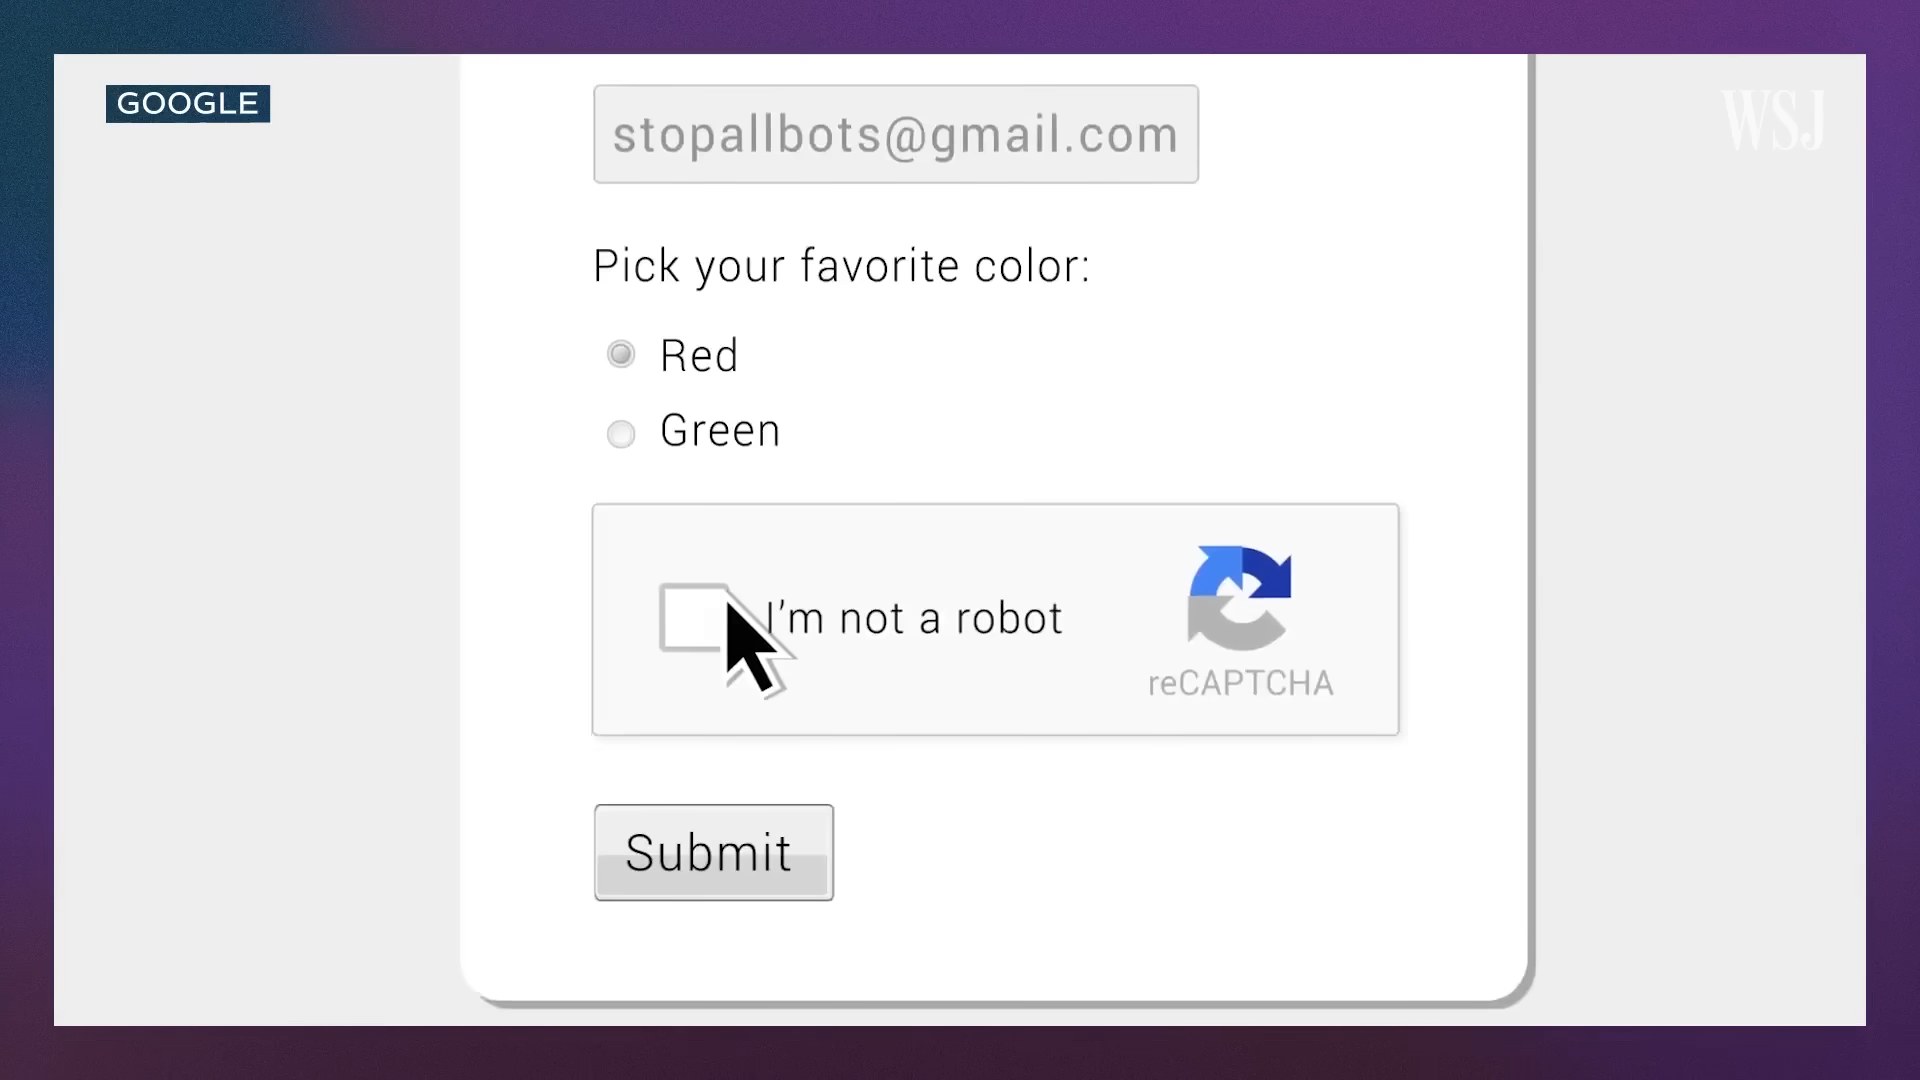 GOOGLE
WSJ
stopallbots@gmail.com
Pick your favorite color:
Red
Green
I'm not a robot
reCAPTCHA
Submit